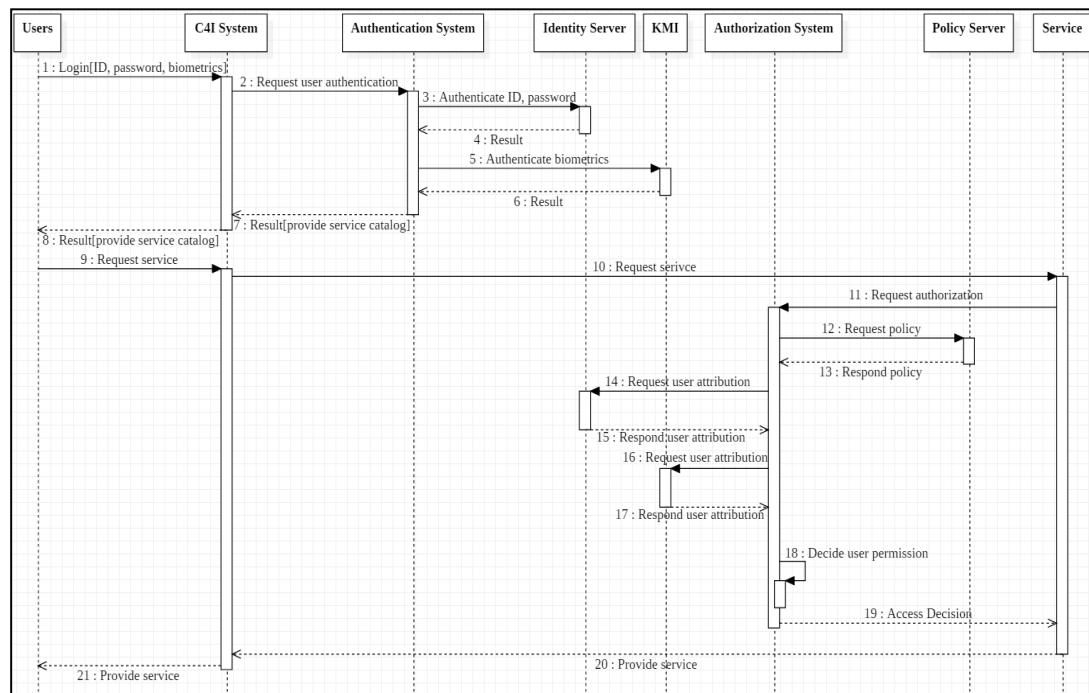 Users
C4I System
Authentication System
Identity Server
KMI
Authorization System
Policy Server
Service
1 : Login[ID, password, biometrics]
2 : Request user authentication
3 : Authenticate ID, password
4 : Result
5 : Authenticate biometrics
6 : Result
7 : Result[provide service catalog]
8 : Result[provide service catalog]
9 : Request service
10 : Request serivce
11 : Request authorization
12 : Request policy
13 : Respond policy
14 : Request user attribution
15 : Respond user attribution
16 : Request user attribution
17 : Respond user attribution
18 : Decide user permission
19 : Access Decision
20 : Provide service
21 : Provide service